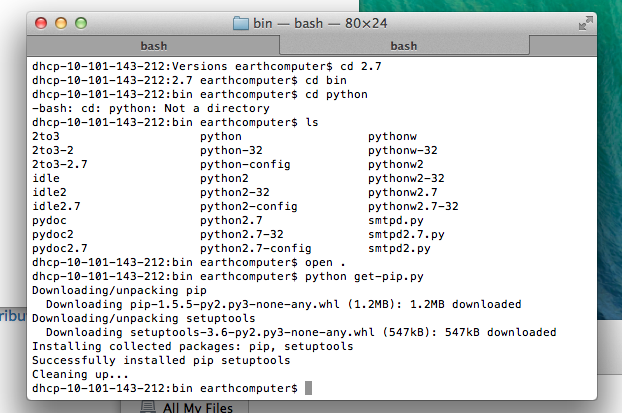 bin — bash — 80×24
bash bash
dhcp-10-101-143-212:Versions earthcomputer$ cd 2.7
dhcp-10-101-143-212:2.7 earthcomputer$ cd bin
dhcp-10-101-143-212:bin earthcomputer$ cd python
-bash: cd: python: Not a directory
dhcp-10-101-143-212:bin earthcomputer$ ls
2to3 python pythonw
2to3-2 python-32 pythonw-32
2to3-2.7 python-config pythonw2
idle python2 pythonw2-32
idle2 python2-32 pythonw2.7
idle2.7 python2-config pythonw2.7-32
pydoc python2.7 smtpd.py
pydoc2 python2.7-32 smtpd2.7.py
pydoc2.7 python2.7-config smtpd2.py
dhcp-10-101-143-212:bin earthcomputer$ open .
dhcp-10-101-143-212:bin earthcomputer$ python get-pip.py
Downloading/unpacking pip
Downloading pip-1.5.5-py2.py3-none-any.whl (1.2MB): 1.2MB downloaded
Downloading/unpacking setuptools
Downloading setuptools-3.6-py2.py3-none-any.whl (547kB): 547kB downloaded
Installing collected packages: pip, setuptools
Successfully installed pip setuptools
Cleaning up...
dhcp-10-101-143-212:bin earthcomputer$
ribut
All My Files